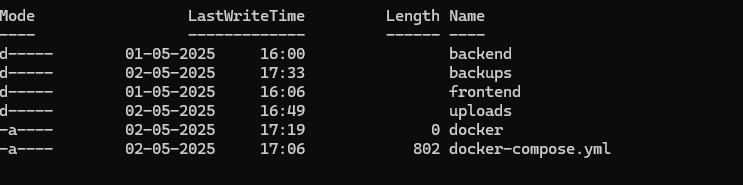 Mode                 LastWriteTime         Length Name
----                 -------------         ------ ----
d-----        01-05-2025     16:00                backend
d-----        02-05-2025     17:33                backups
d-----        01-05-2025     16:06                frontend
d-----        02-05-2025     16:49                uploads
-a----        02-05-2025     17:19              0 docker
-a----        02-05-2025     17:06            802 docker-compose.yml